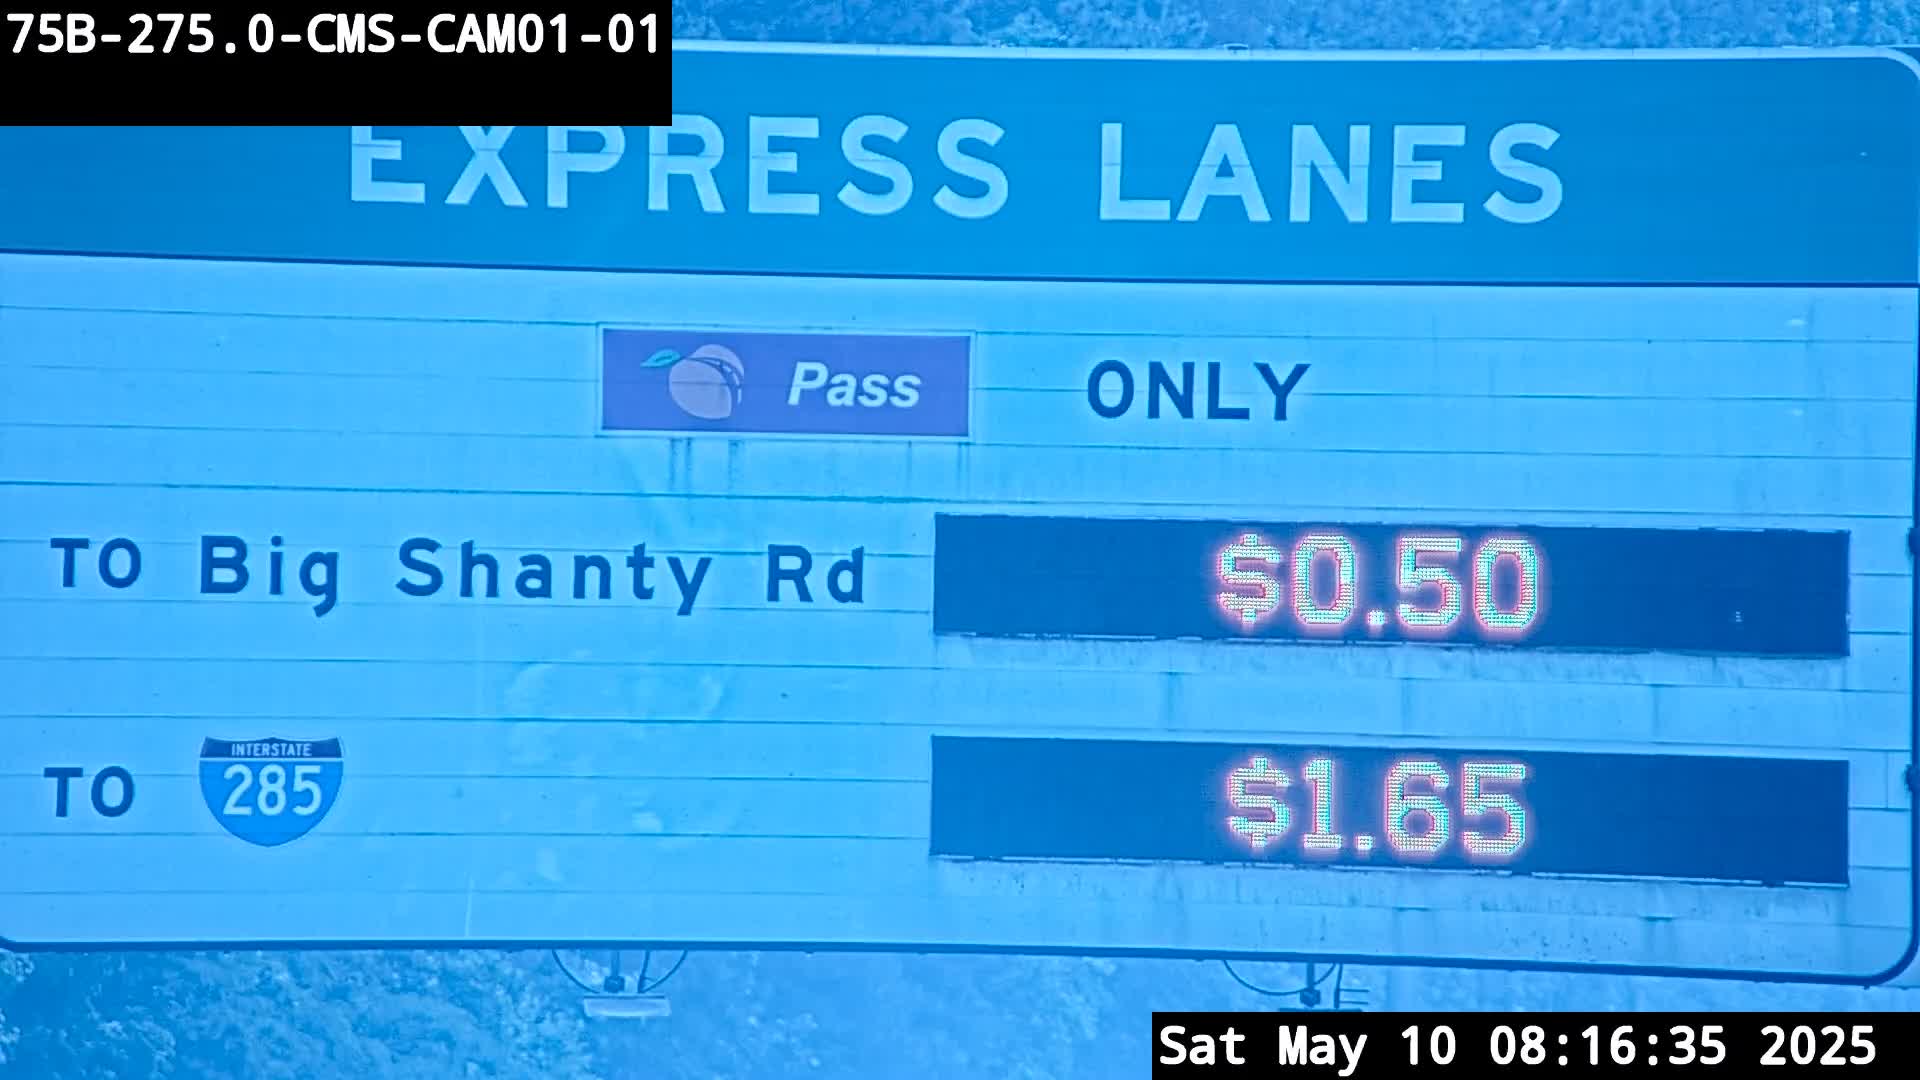 75B-275.0-CMS-CAM01-01
EXPRESS LANES
Pass ONLY
TO Big Shanty Rd $0.50
INTERSTATE
TO 285 $1.65
Sat May 10 08:16:35 2025